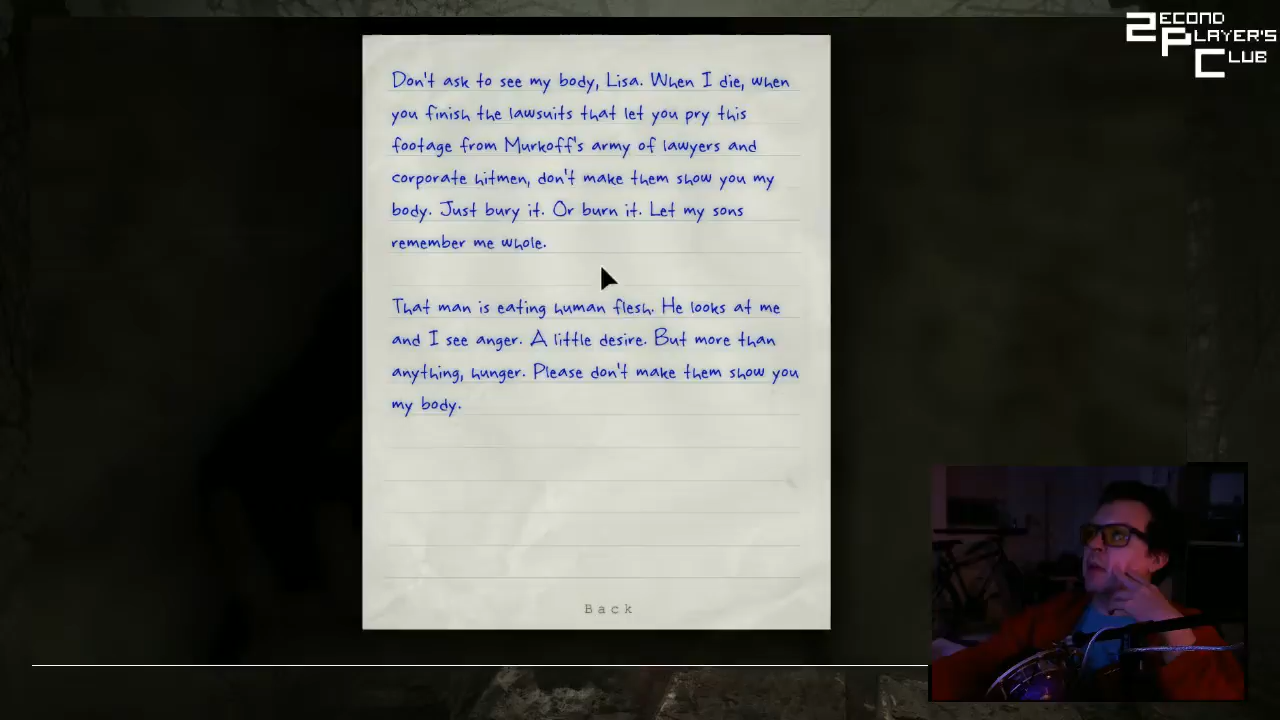 2ECOND
PLAYER'S
CLUB
Don't ask to see my body, Lisa. When I die, when
you finish the lawsuits that let you pry this
footage from Murkoff's army of lawyers and
corporate hitmen, don't make them show you my
body. Just bury it. Or burn it. Let my sons
remember me whole.
That man is eating human flesh. He looks at me
and I see anger. A little desire. But more than
anything, hunger. Please don't make them show you
my body.
Back